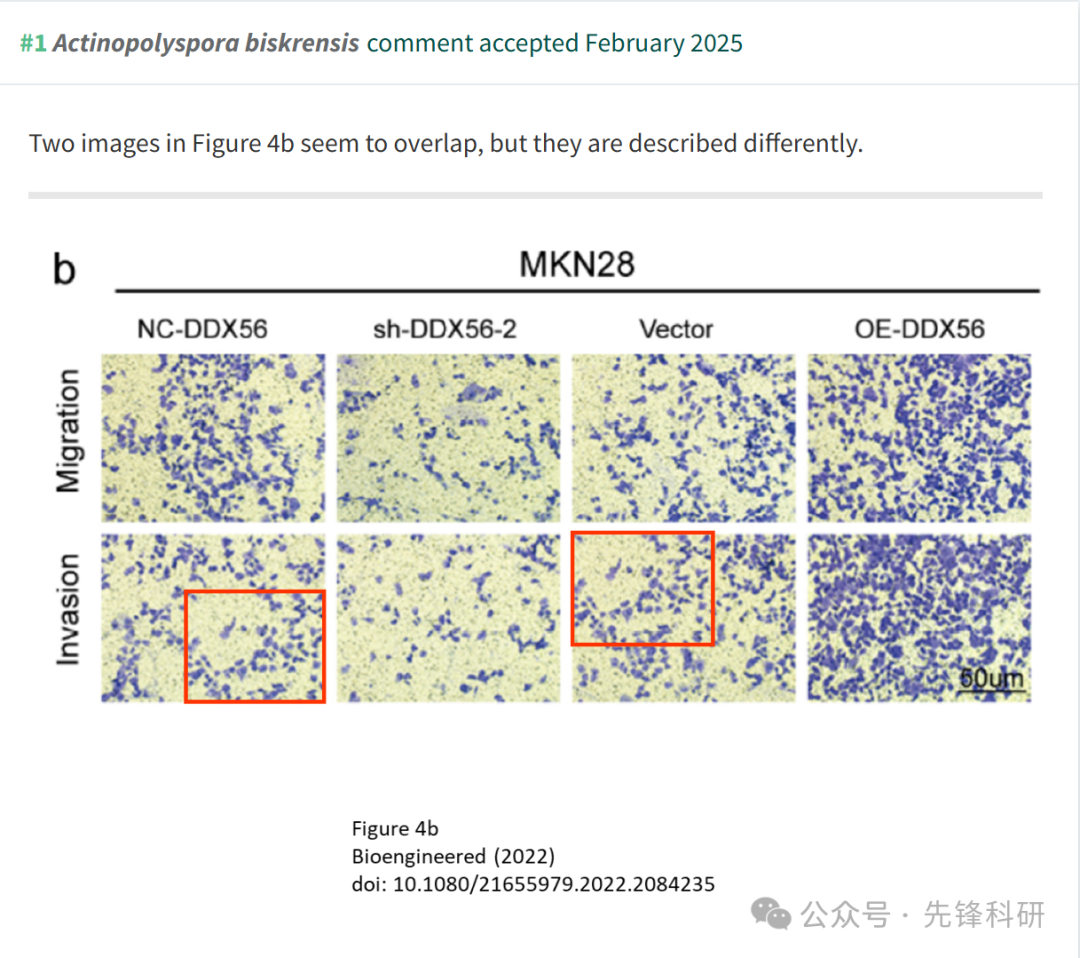 #1 Actinopolyspora biskrensis comment accepted February 2025
Two images in Figure 4b seem to overlap, but they are described differently.
b
MKN28
NC-DDX56 sh-DDX56-2 Vector OE-DDX56
Migration
Invasion
50um
Figure 4b
Bioengineered (2022)
doi: 10.1080/21655979.2022.2084235
公众号 · 先锋科研